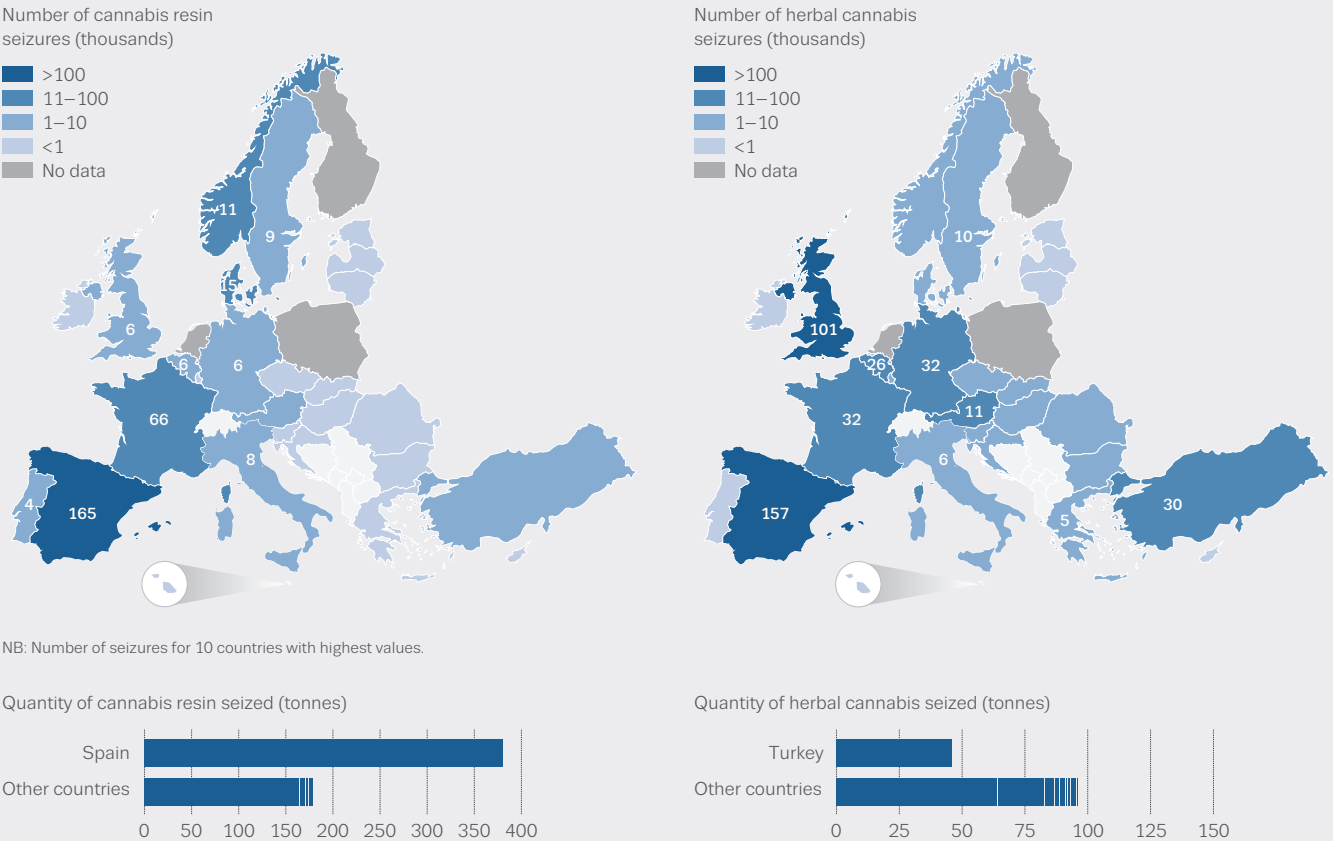 Number of cannabis resin
seizures (thousands)
>100
11–100
1–10
<1
No data
11
9
15
6
6
6
66
8
4
165
Number of herbal cannabis
seizures (thousands)
>100
11–100
1–10
<1
No data
10
101
26
32
11
32
6
157
30
5
NB: Number of seizures for 10 countries with highest values.
Quantity of cannabis resin seized (tonnes)
Spain
Other countries
0 50 100 150 200 250 300 350 400
Quantity of herbal cannabis seized (tonnes)
Turkey
Other countries
0 25 50 75 100 125 150